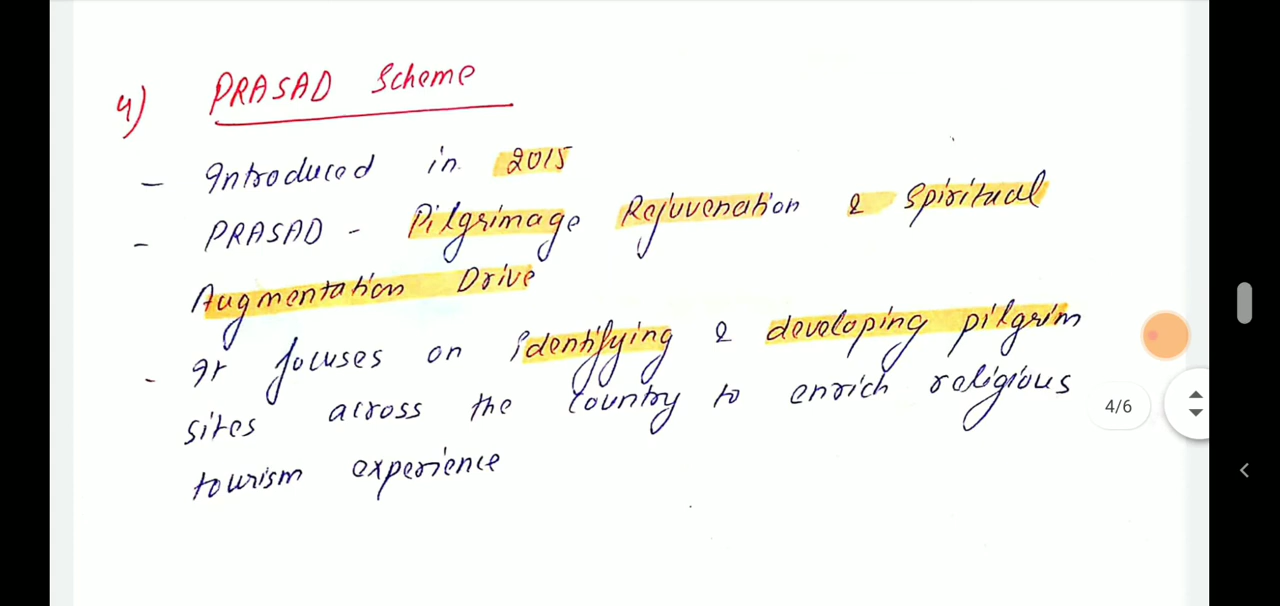 4) PRASAD Scheme
- Introduced in 2015
- PRASAD - Pilgrimage Rejuvenation & Spiritual
Augmentation Drive
- It focuses on identifying & developing pilgrim
sites across the country to enrich religious
tourism experience
4/6